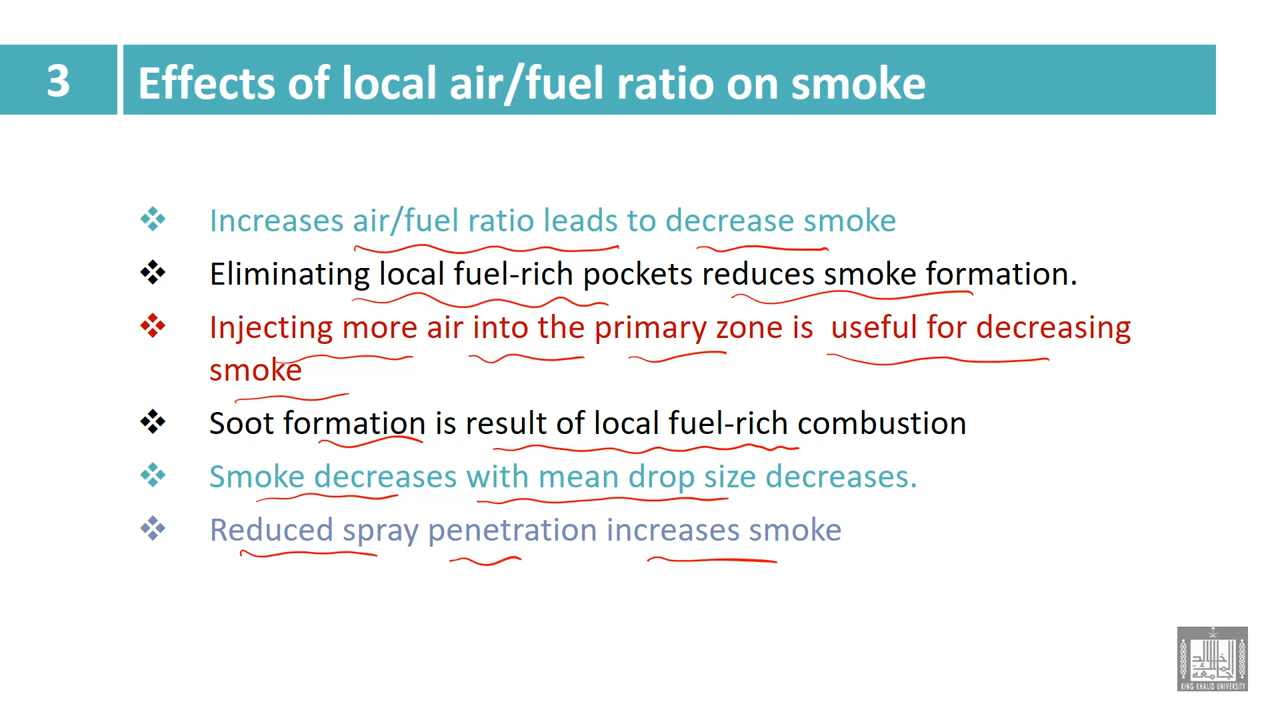 3
Effects of local air/fuel ratio on smoke
❖ Increases air/fuel ratio leads to decrease smoke
❖ Eliminating local fuel-rich pockets reduces smoke formation.
❖ Injecting more air into the primary zone is useful for decreasing
smoke
❖ Soot formation is result of local fuel-rich combustion
❖ Smoke decreases with mean drop size decreases.
❖ Reduced spray penetration increases smoke
KING KHALID UNIVERSITY